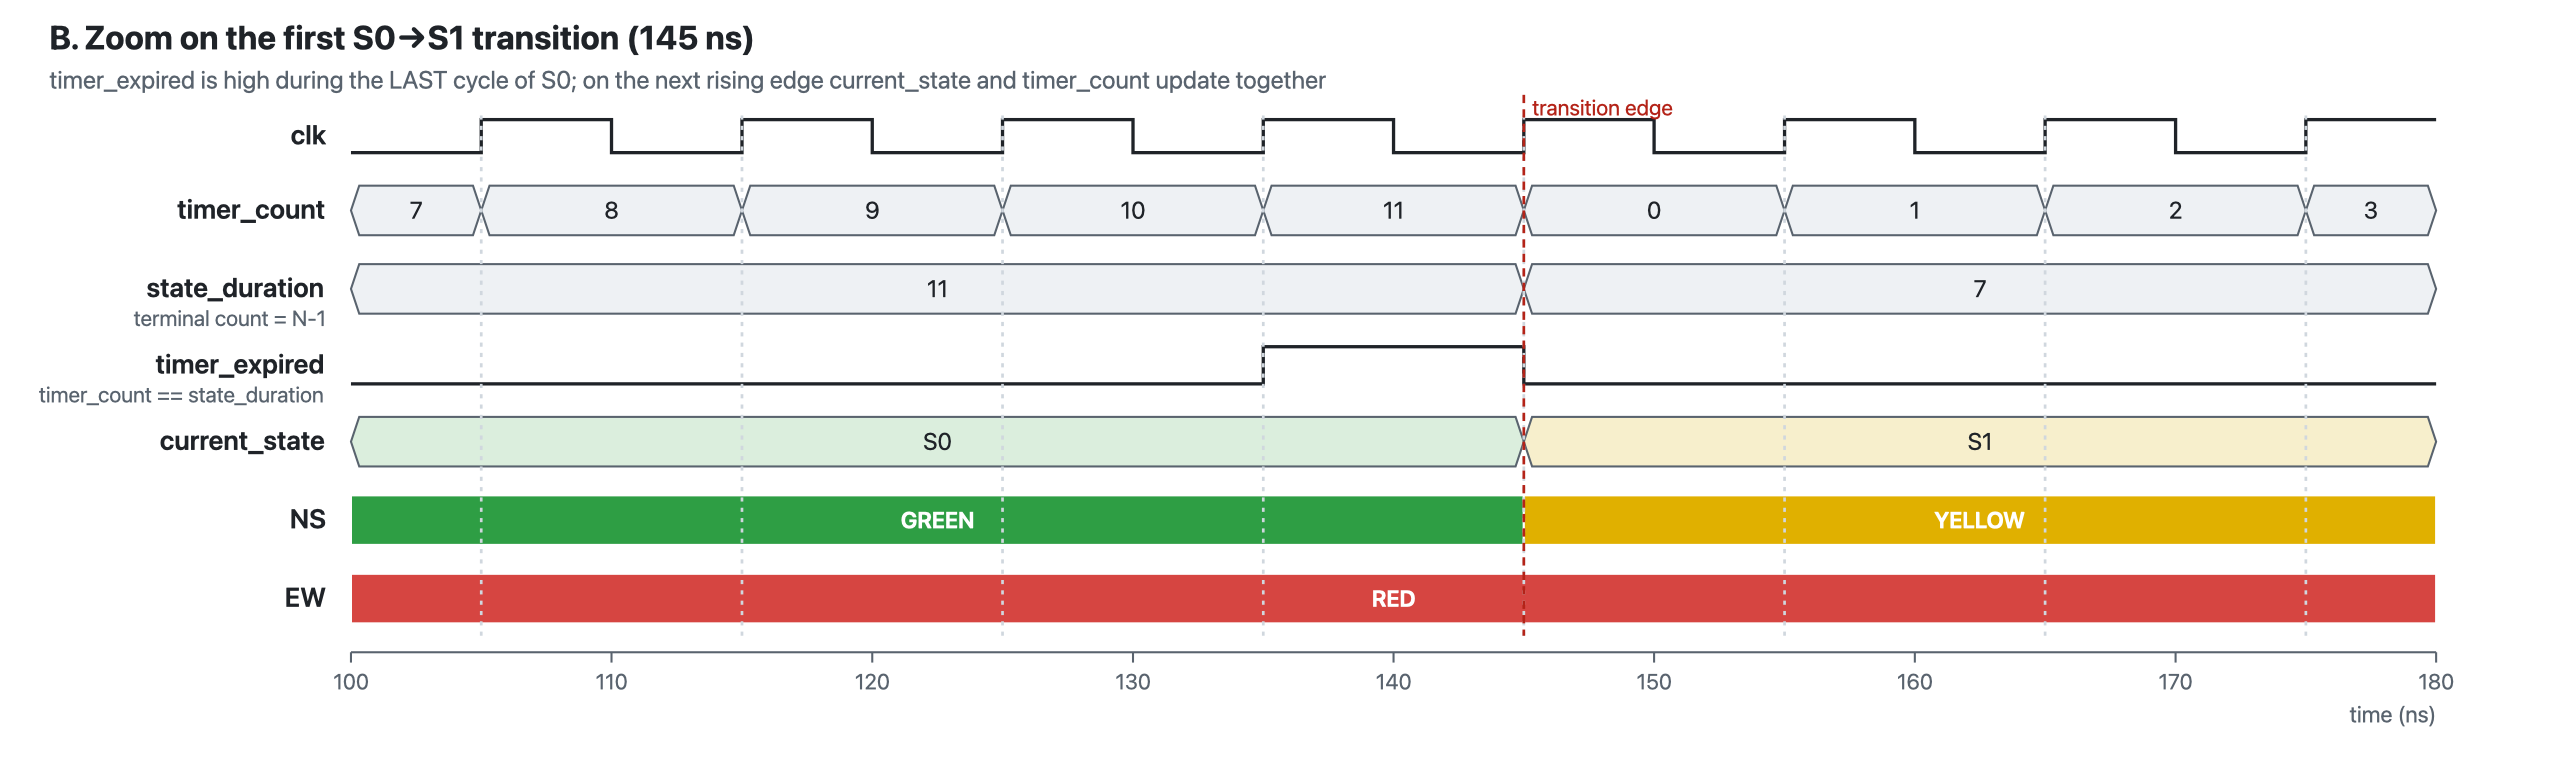 B. Zoom on the first S0→S1 transition (145 ns)
timer_expired is high during the LAST cycle of S0; on the next rising edge current_state and timer_count update together
transition edge
clk
timer_count 7 8 9 10 11 0 1 2 3
state_duration 11 7
terminal count = N-1
timer_expired
timer_count == state_duration
current_state S0 S1
NS GREEN YELLOW
EW RED
100 110 120 130 140 150 160 170 180
time (ns)